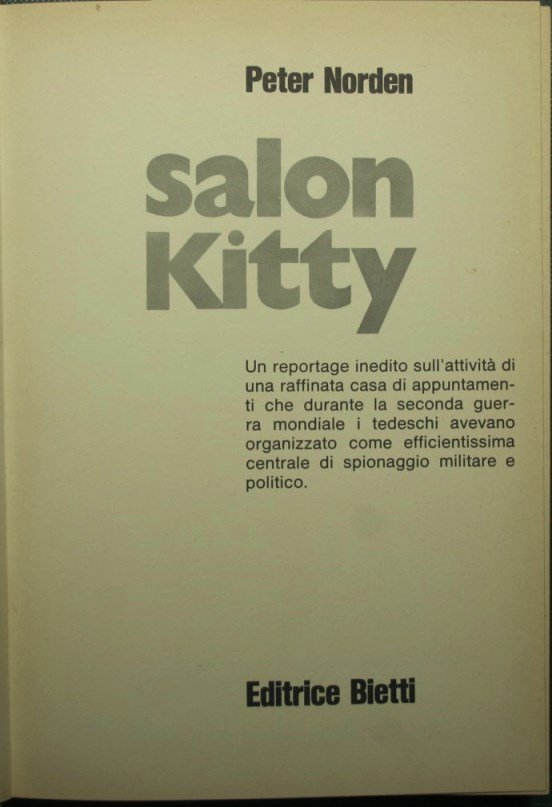 Peter Norden
salon
Kitty
Un reportage inedito sull'attività di
una raffinata casa di appuntamen-
ti che durante la seconda guer-
ra mondiale i tedeschi avevano
organizzato come efficientissima
centrale di spionaggio militare e
politico.
Editrice Bietti